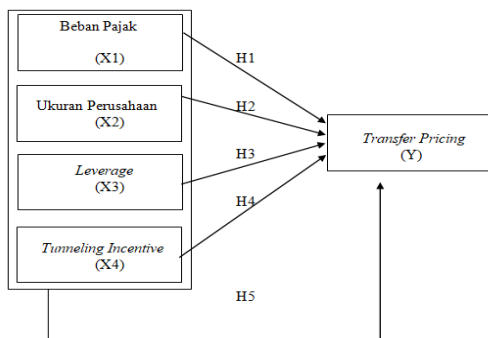 Beban Pajak
(X1)
H1
Ukuran Perusahaan
(X2)
H2
Transfer Pricing
(Y)
Leverage
(X3)
H3
H4
Tunneling Incentive
(X4)
H5